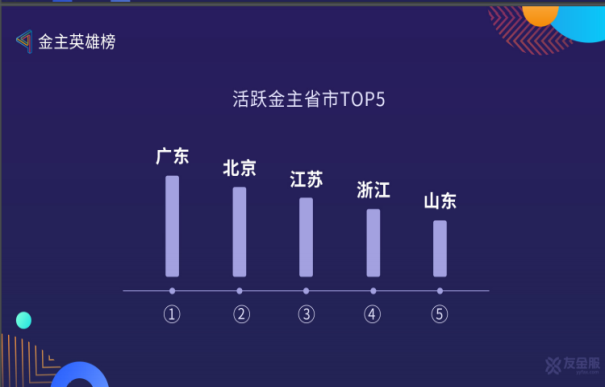 金主英雄榜
活跃金主省市TOP5
广东
北京
江苏
浙江
山东
① ② ③ ④ ⑤
友金服